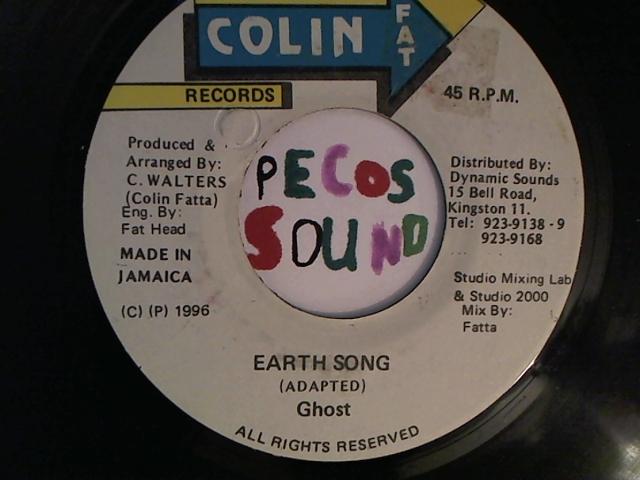 COLIN
FAT
RECORDS
45 R.P.M.
Produced &
Arranged By:
C. WALTERS
(Colin Fatta)
Eng. By:
Fat Head
MADE IN
JAMAICA
(C) (P) 1996
PECOS
SOUND
Distributed By:
Dynamic Sounds
15 Bell Road,
Kingston 11.
Tel: 923-9138 - 9
923-9168
Studio Mixing Lab
& Studio 2000
Mix By:
Fatta
EARTH SONG
(ADAPTED)
Ghost
ALL RIGHTS RESERVED